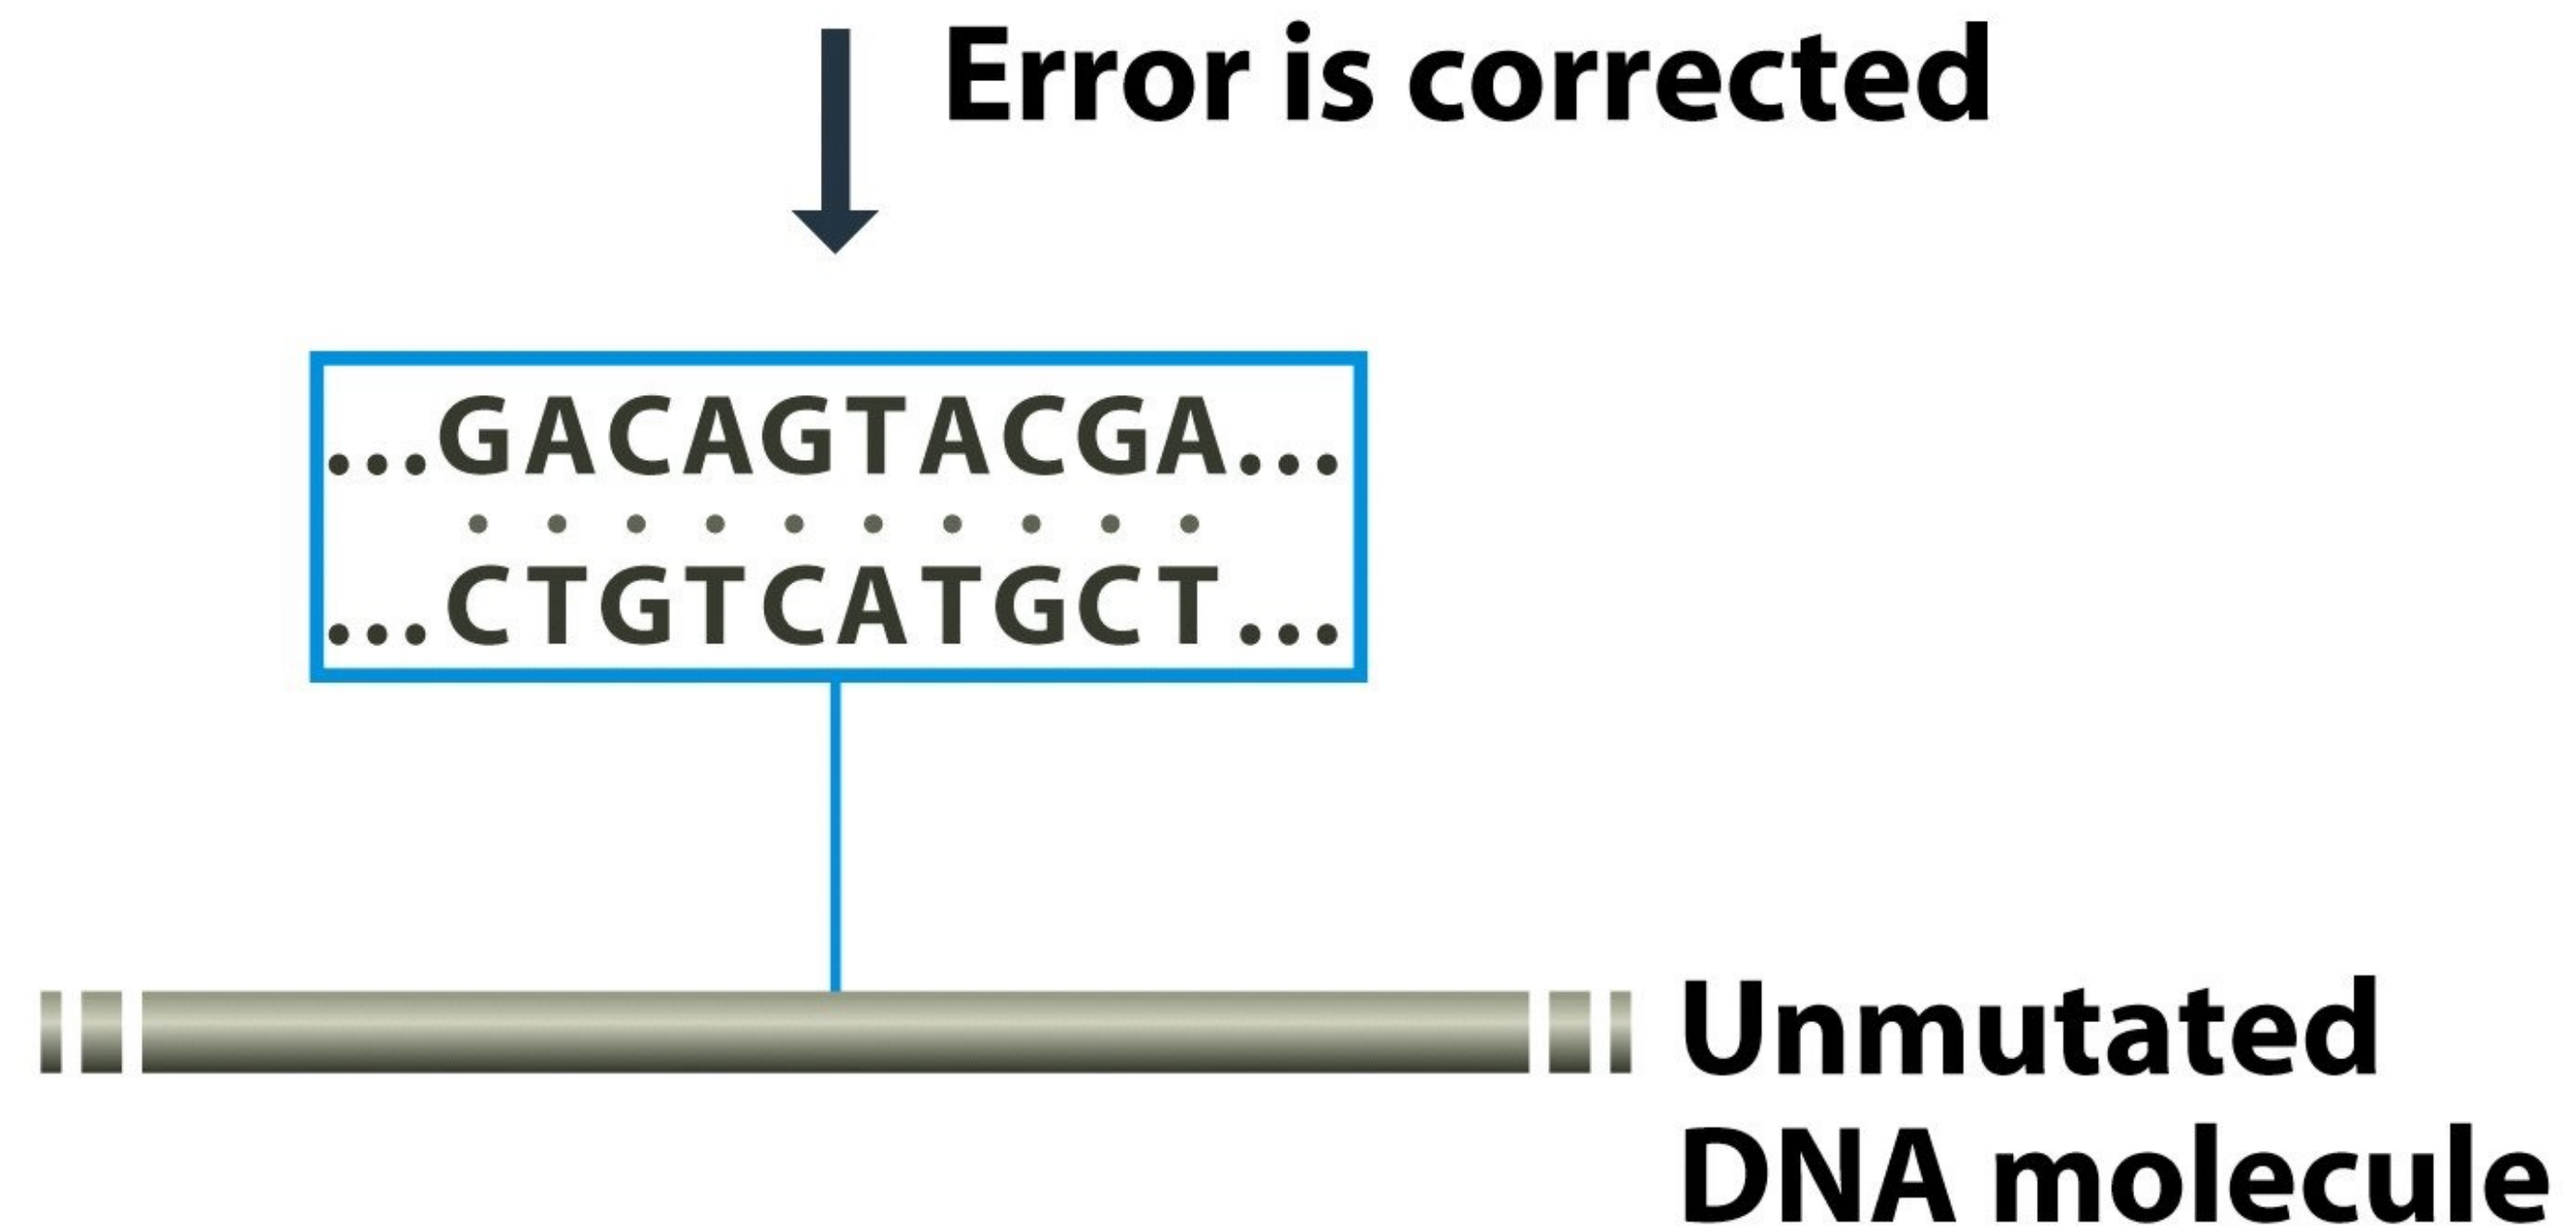 Error is corrected
...GACAGTACGA...
. . . . . . . . . .
...CTGTCATGCT...
Unmutated
DNA molecule